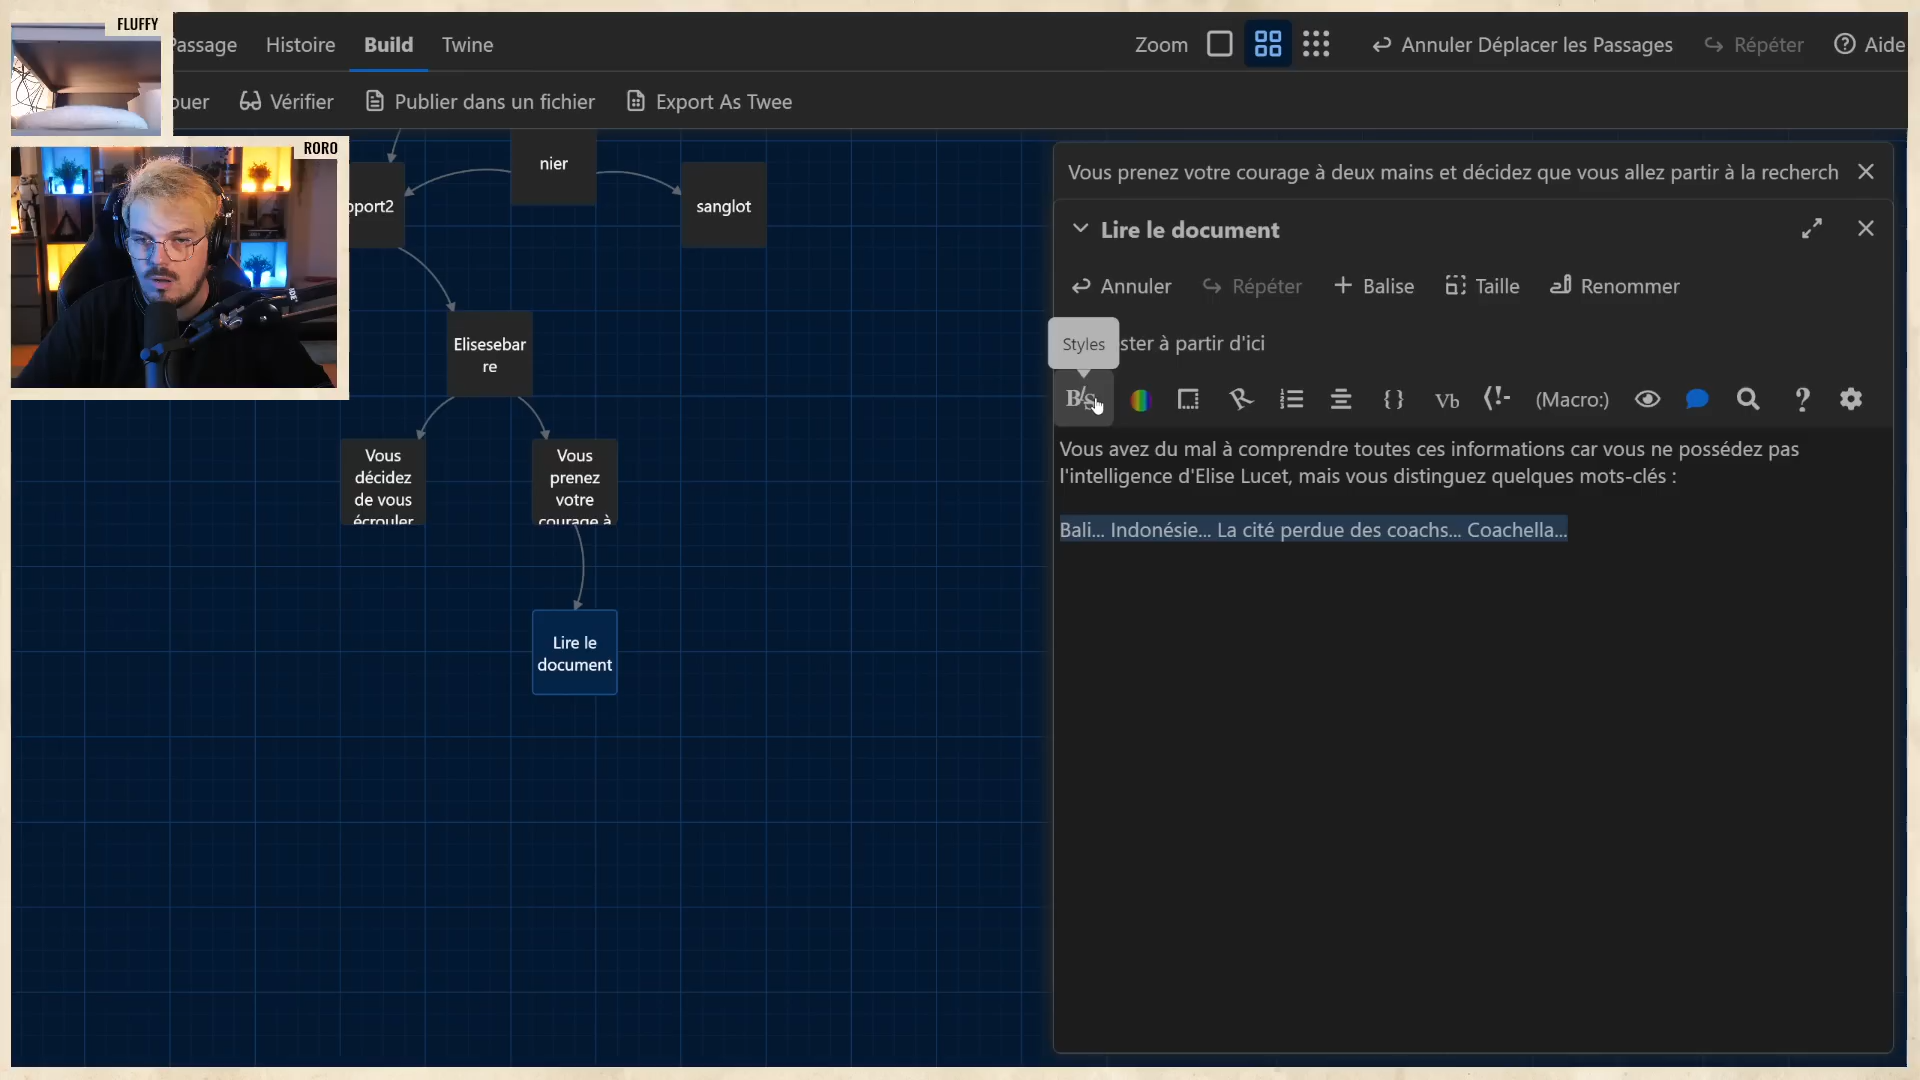 FLUFFY
RORO
Passage
Histoire
Build
Twine
Zoom
Annuler Déplacer les Passages
Répéter
Aide
ouer
Vérifier
Publier dans un fichier
Export As Twee
nier
pport2
sanglot
Elisesebar
re
Vous
décidez
de vous
écrouler
Vous
prenez
votre
courage à
Lire le
document
Vous prenez votre courage à deux mains et décidez que vous allez partir à la recherch
Lire le document
Annuler
Répéter
+ Balise
Taille
Renommer
Styles
ster à partir d'ici
Vb
(Macro:)
Vous avez du mal à comprendre toutes ces informations car vous ne possédez pas
l'intelligence d'Elise Lucet, mais vous distinguez quelques mots-clés :
Bali... Indonésie... La cité perdue des coachs... Coachella...